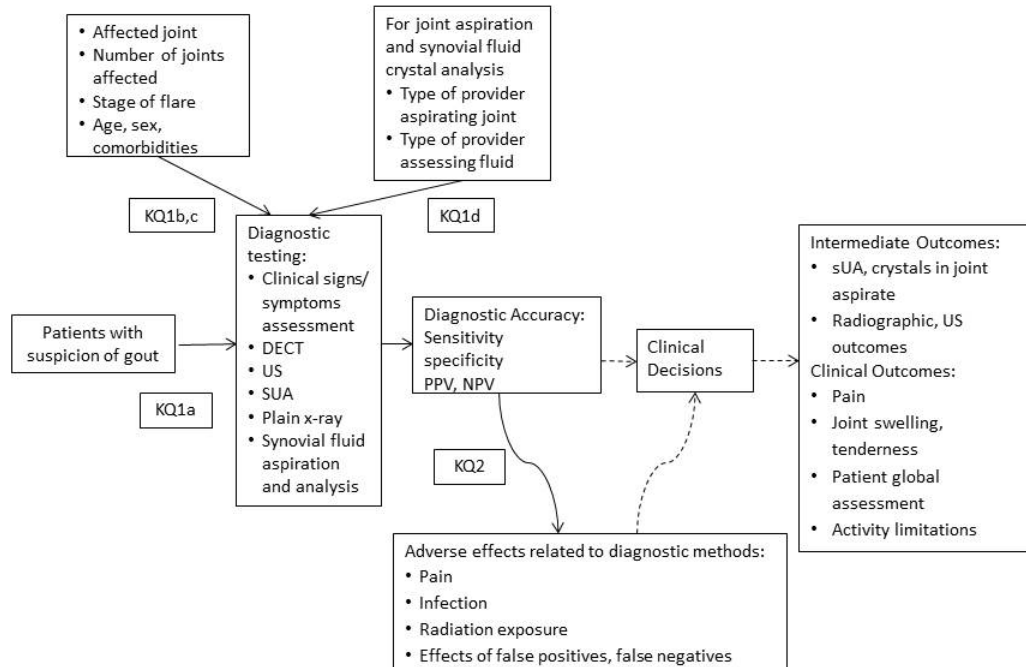 • Affected joint
• Number of joints
affected
• Stage of flare
• Age, sex,
comorbidities
For joint aspiration
and synovial fluid
crystal analysis
• Type of provider
aspirating joint
• Type of provider
assessing fluid
KQ1b,c
KQ1d
Patients with
suspicion of gout
KQ1a
Diagnostic
testing:
• Clinical signs/
symptoms
assessment
• DECT
• US
• SUA
• Plain x-ray
• Synovial fluid
aspiration
and analysis
Diagnostic Accuracy:
Sensitivity
specificity
PPV, NPV
KQ2
Clinical
Decisions
Intermediate Outcomes:
• sUA, crystals in joint
aspirate
• Radiographic, US
outcomes
Clinical Outcomes:
• Pain
• Joint swelling,
tenderness
• Patient global
assessment
• Activity limitations
Adverse effects related to diagnostic methods:
• Pain
• Infection
• Radiation exposure
• Effects of false positives, false negatives